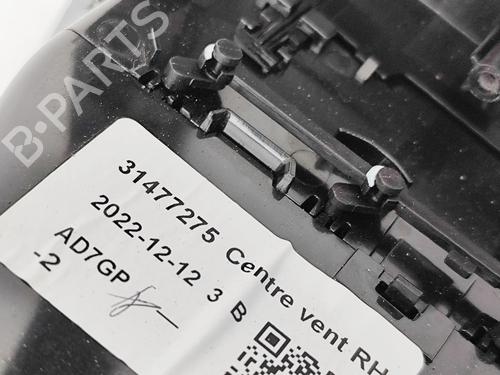 B-PARTS
31477275 Centre vent RH
2022-12-12 3 B
AD7GP
-2